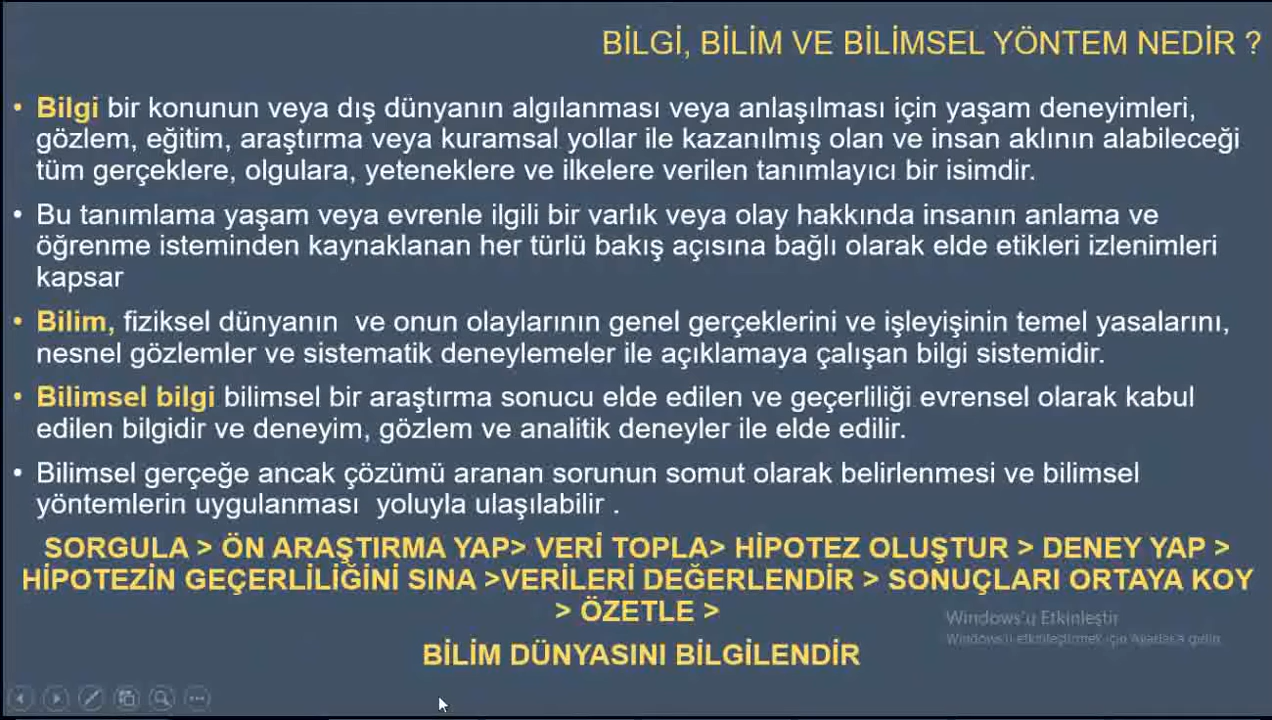 BİLGİ, BİLİM VE BİLİMSEL YÖNTEM NEDİR ?
• Bilgi bir konunun veya dış dünyanın algılanması veya anlaşılması için yaşam deneyimleri,
gözlem, eğitim, araştırma veya kuramsal yollar ile kazanılmış olan ve insan aklının alabileceği
tüm gerçeklere, olgulara, yeteneklere ve ilkelere verilen tanımlayıcı bir isimdir.
• Bu tanımlama yaşam veya evrenle ilgili bir varlık veya olay hakkında insanın anlama ve
öğrenme isteminden kaynaklanan her türlü bakış açısına bağlı olarak elde etikleri izlenimleri
kapsar
• Bilim, fiziksel dünyanın ve onun olaylarının genel gerçeklerini ve işleyişinin temel yasalarını,
nesnel gözlemler ve sistematik deneylemeler ile açıklamaya çalışan bilgi sistemidir.
• Bilimsel bilgi bilimsel bir araştırma sonucu elde edilen ve geçerliliği evrensel olarak kabul
edilen bilgidir ve deneyim, gözlem ve analitik deneyler ile elde edilir.
• Bilimsel gerçeğe ancak çözümü aranan sorunun somut olarak belirlenmesi ve bilimsel
yöntemlerin uygulanması yoluyla ulaşılabilir .
SORGULA > ÖN ARAŞTIRMA YAP> VERİ TOPLA> HİPOTEZ OLUŞTUR > DENEY YAP >
HİPOTEZİN GEÇERLİLİĞİNİ SINA >VERİLERİ DEĞERLENDİR > SONUÇLARI ORTAYA KOY
> ÖZETLE >
BİLİM DÜNYASINI BİLGİLENDİR
Windows'u Etkinleştir
Windows'u etkinleştirmek için Ayarlar'a gidin.